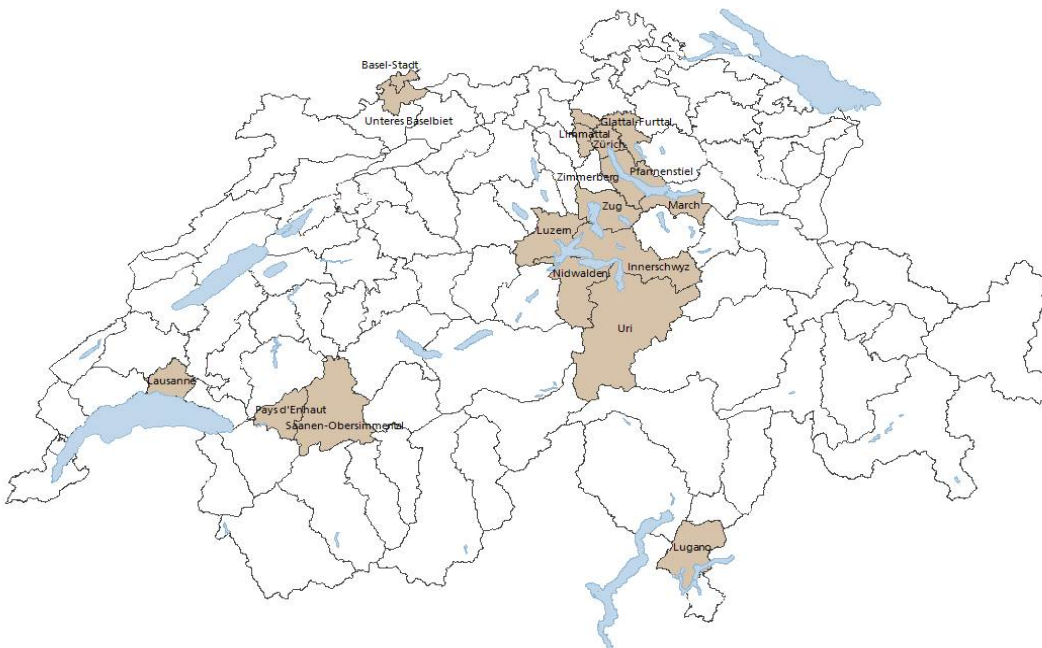 Basel-Stadt
Unteres Baselbiet
Glattal-Furttal
Limmattal
Zürich
Zimmerberg
Pfannenstiel
Zug
March
Luzern
Innerschwyz
Nidwalden
Uri
Lausanne
Pays d'Enhaut
Saanen-Obersimmental
Lugano